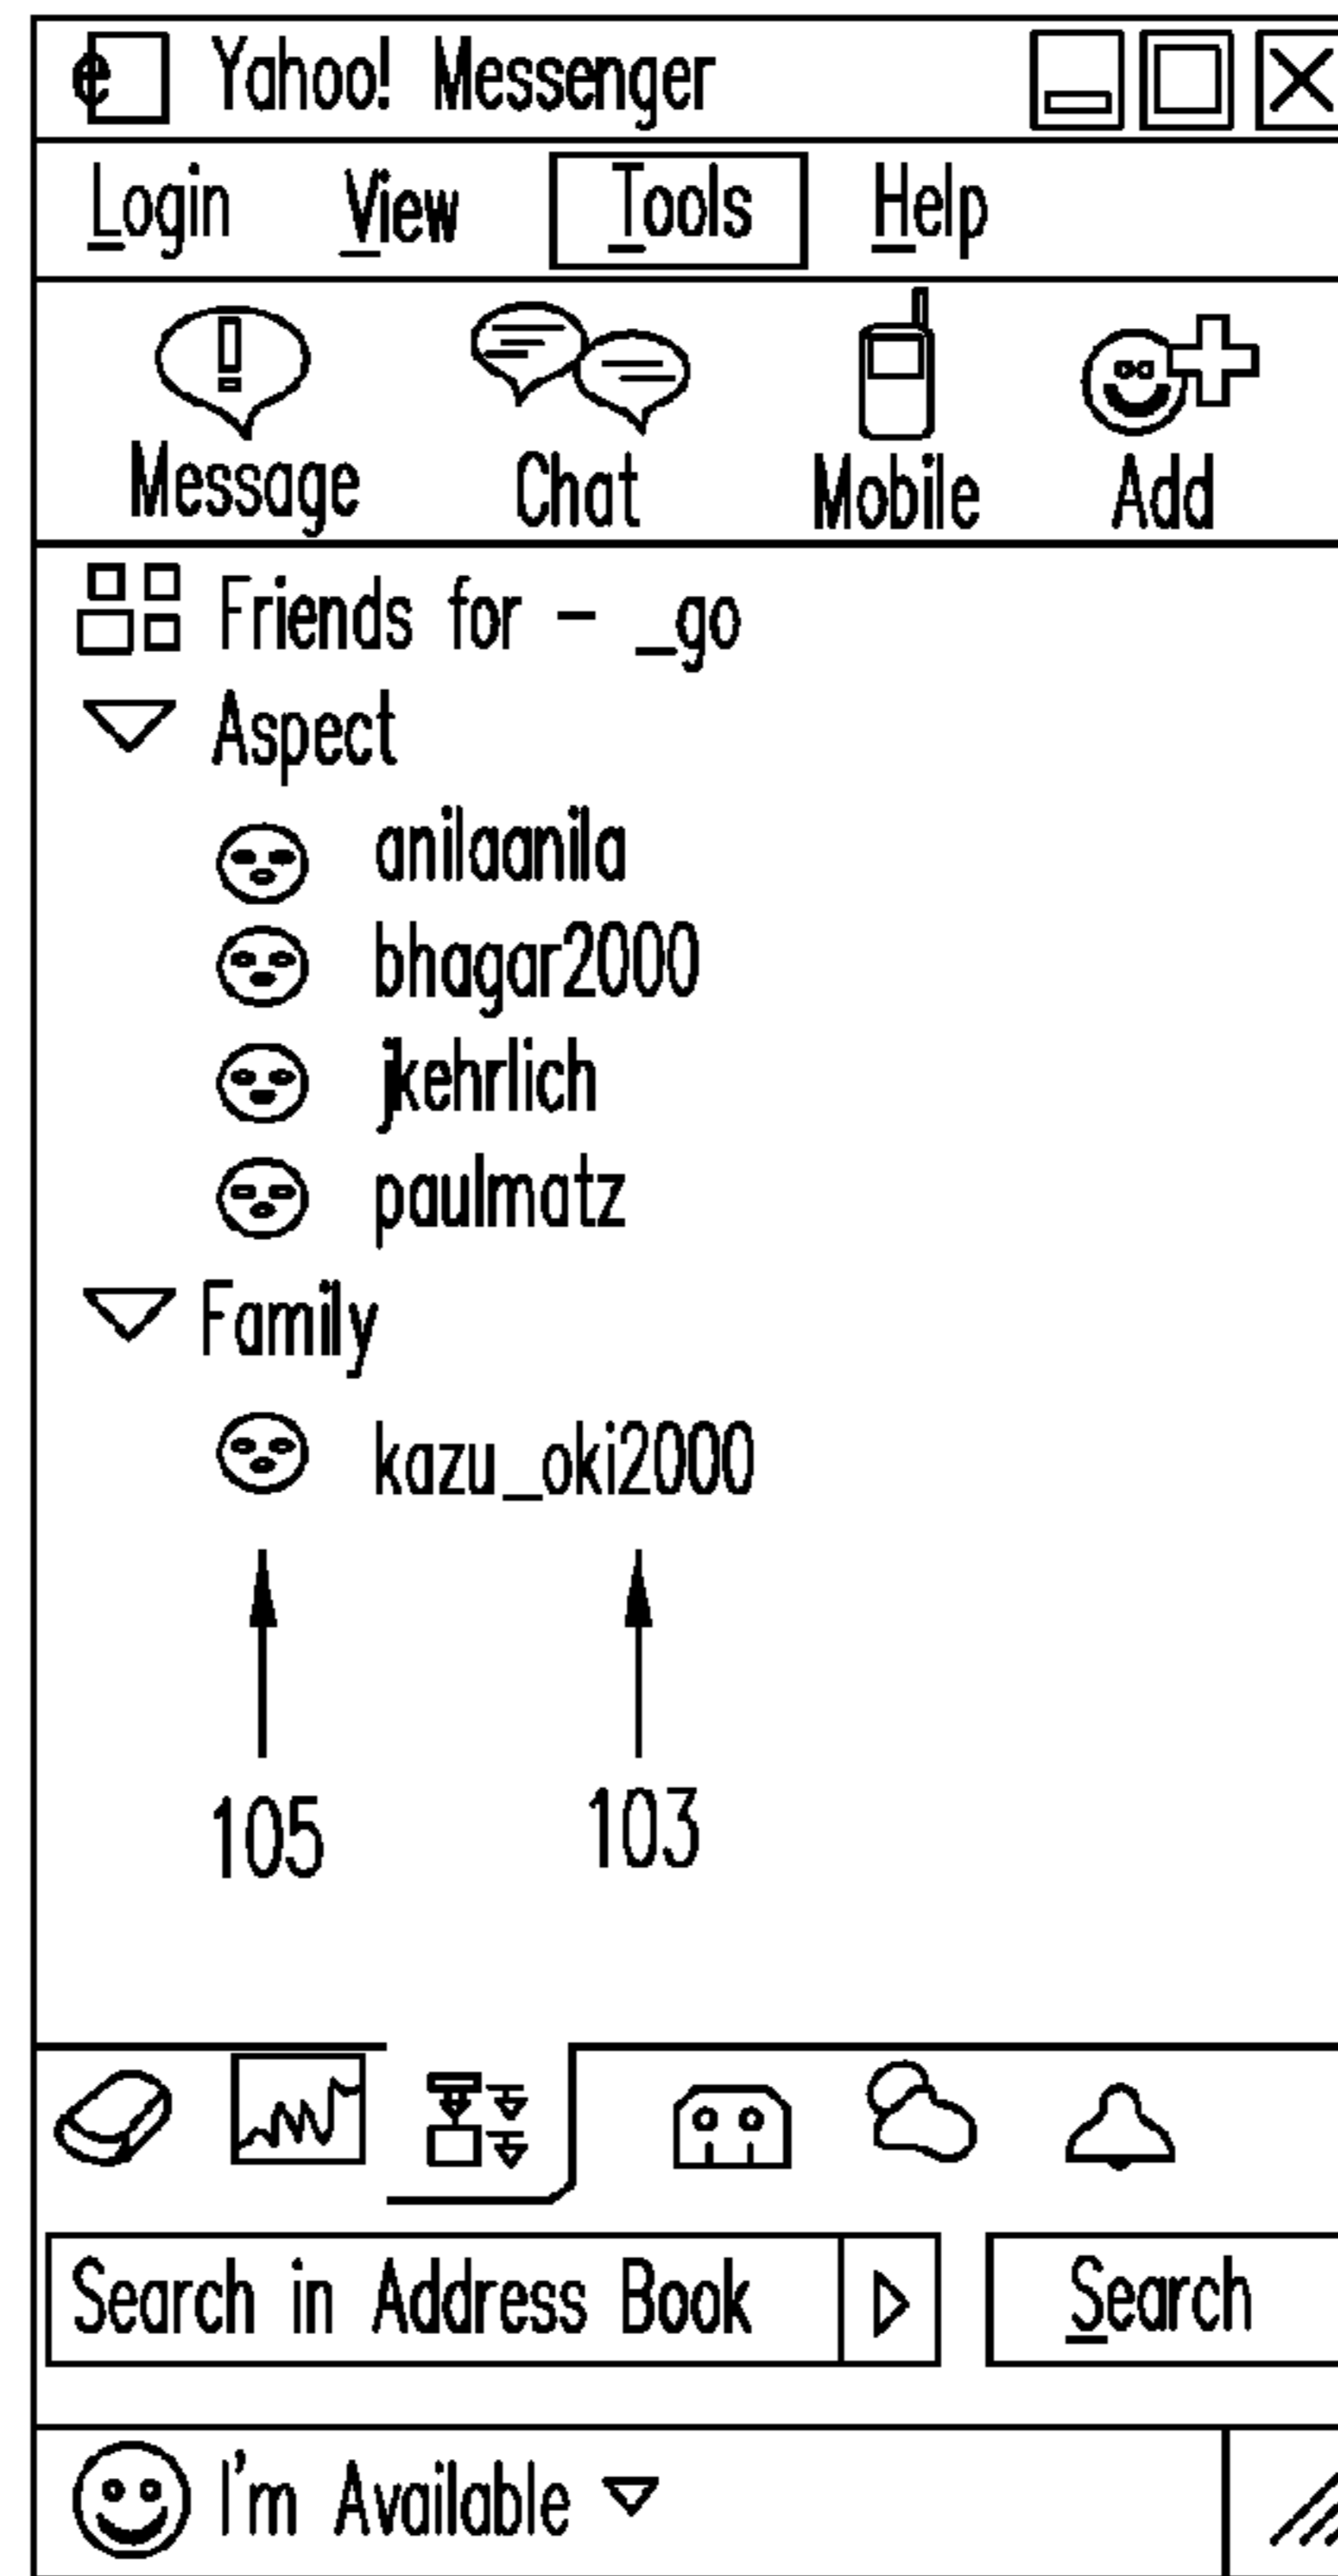 Yahoo! Messenger
Login View Tools Help
Message Chat Mobile Add
Friends for - _go
Aspect
anilaanila
bhagar2000
jkehrlich
paulmatz
Family
kazu_oki2000
105 103
Search in Address Book Search
I'm Available